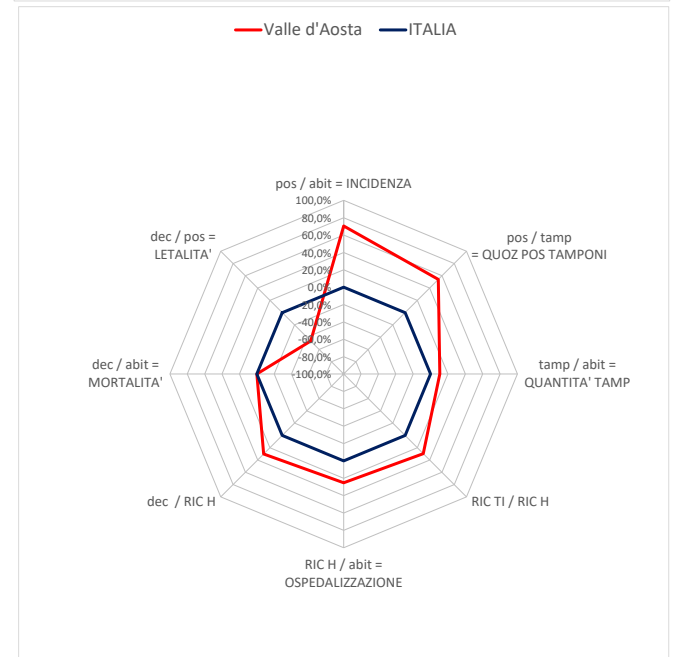 Valle d'Aosta
ITALIA
pos / abit = INCIDENZA
100,0%
80,0%
60,0%
40,0%
20,0%
0,0%
-20,0%
-40,0%
-60,0%
-80,0%
-100,0%
pos / tamp
= QUOZ POS TAMPONI
tamp / abit =
QUANTITA' TAMP
RIC TI / RIC H
RIC H / abit =
OSPEDALIZZAZIONE
dec / RIC H
dec / abit =
MORTALITA'
dec / pos =
LETALITA'